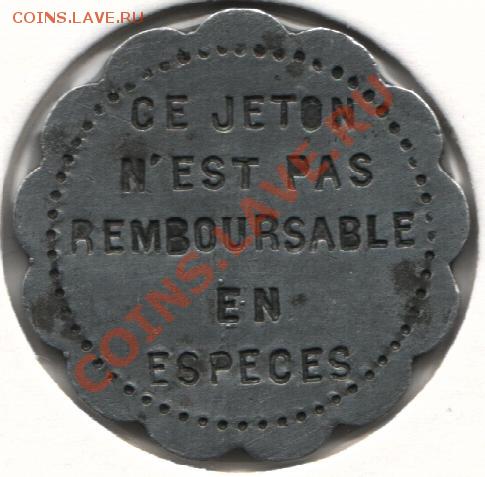 COINS.LAVE.RU
CE JETON
N'EST PAS
REMBOURSABLE
EN
ESPECES
COINS.LAVE.RU